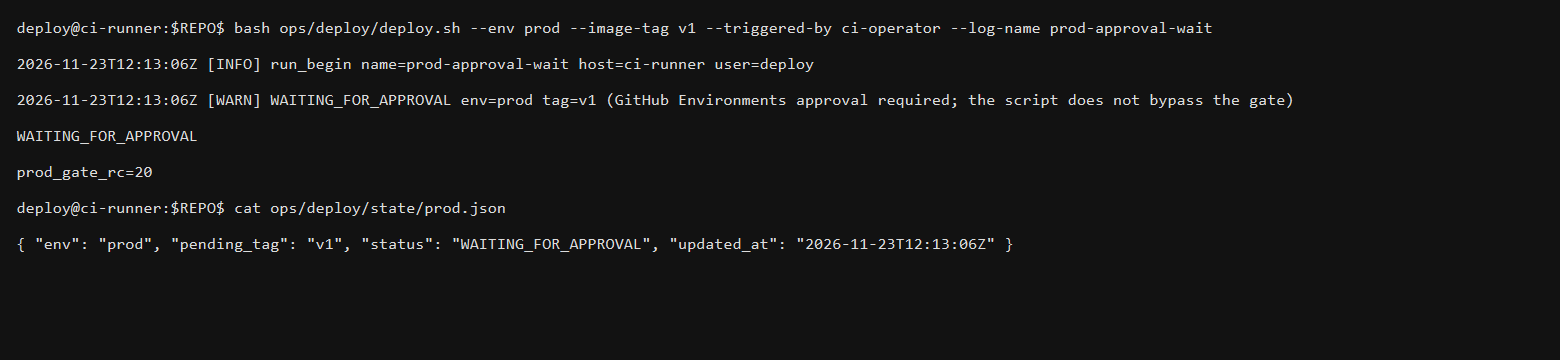 deploy@ci-runner:$REPO$ bash ops/deploy/deploy.sh --env prod --image-tag v1 --triggered-by ci-operator --log-name prod-approval-wait
2026-11-23T12:13:06Z [INFO] run_begin name=prod-approval-wait host=ci-runner user=deploy
2026-11-23T12:13:06Z [WARN] WAITING_FOR_APPROVAL env=prod tag=v1 (GitHub Environments approval required; the script does not bypass the gate)
WAITING_FOR_APPROVAL
prod_gate_rc=20
deploy@ci-runner:$REPO$ cat ops/deploy/state/prod.json
{ "env": "prod", "pending_tag": "v1", "status": "WAITING_FOR_APPROVAL", "updated_at": "2026-11-23T12:13:06Z" }